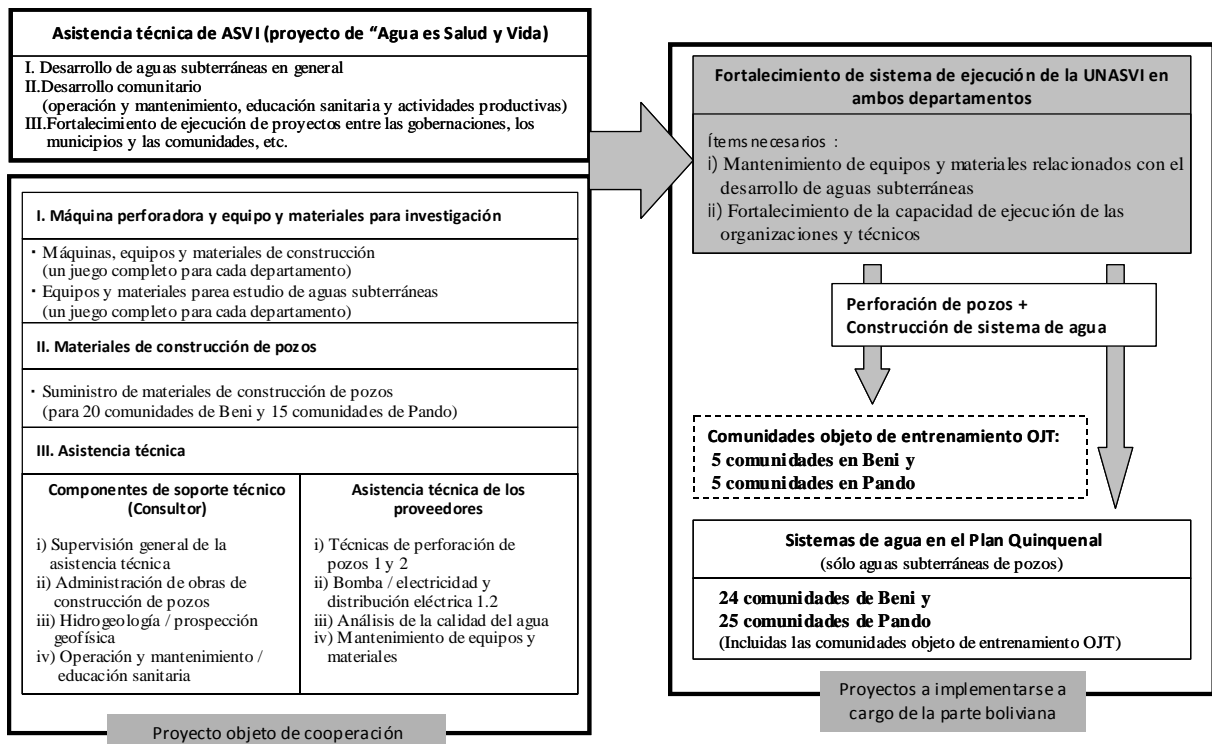 Asistencia técnica de ASVI (proyecto de “Agua es Salud y Vida)
I. Desarrollo de aguas subterráneas en general
II.Desarrollo comunitario
(operación y mantenimiento, educación sanitaria y actividades productivas)
III.Fortalecimiento de ejecución de proyectos entre las gobernaciones, los
municipios y las comunidades, etc.
I. Máquina perforadora y equipo y materiales para investigación
・Máquinas, equipos y materiales de construcción
(un juego completo para cada departamento)
・Equipos y materiales parea estudio de aguas subterráneas
(un juego completo para cada departamento)
II. Materiales de construcción de pozos
・Suministro de materiales de construcción de pozos
(para 20 comunidades de Beni y 15 comunidades de Pando)
III. Asistencia técnica
Componentes de soporte técnico
(Consultor)
i) Supervisión general de la
asistencia técnica
ii) Administración de obras de
construcción de pozos
iii) Hidrogeología / prospección
geofísica
iv) Operación y mantenimiento /
educación sanitaria
Asistencia técnica de los
proveedores
i) Técnicas de perforación de
pozos 1 y 2
ii) Bomba / electricidad y
distribución eléctrica 1.2
iii) Análisis de la calidad del agua
iv) Mantenimiento de equipos y
materiales
Proyecto objeto de cooperación
Fortalecimiento de sistema de ejecución de la UNASVI en
ambos departamentos
Ítems necesarios :
i) Mantenimiento de equipos y materiales relacionados con el
desarrollo de aguas subterráneas
ii) Fortalecimiento de la capacidad de ejecución de las
organizaciones y técnicos
Perforación de pozos +
Construcción de sistema de agua
Comunidades objeto de entrenamiento OJT:
5 comunidades en Beni y
5 comunidades en Pando
Sistemas de agua en el Plan Quinquenal
(sólo aguas subterráneas de pozos)
24 comunidades de Beni y
25 comunidades de Pando
(Incluidas las comunidades objeto de entrenamiento OJT)
Proyectos a implementarse a
cargo de la parte boliviana